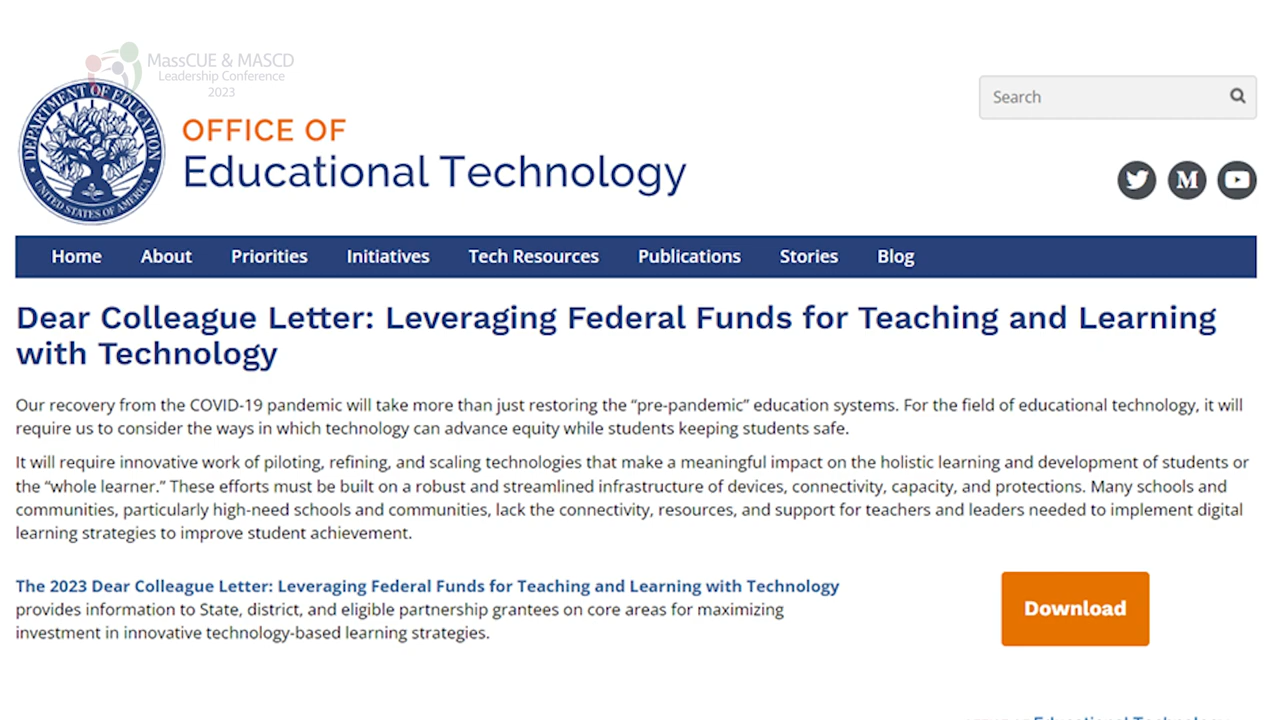 MassCUE & MASCD
Leadership Conference
2023
DEPARTMENT OF EDUCATION
UNITED STATES OF AMERICA
OFFICE OF
Educational Technology
Search
M
Home About Priorities Initiatives Tech Resources Publications Stories Blog
Dear Colleague Letter: Leveraging Federal Funds for Teaching and Learning
with Technology
Our recovery from the COVID-19 pandemic will take more than just restoring the “pre-pandemic” education systems. For the field of educational technology, it will
require us to consider the ways in which technology can advance equity while students keeping students safe.
It will require innovative work of piloting, refining, and scaling technologies that make a meaningful impact on the holistic learning and development of students or
the “whole learner.” These efforts must be built on a robust and streamlined infrastructure of devices, connectivity, capacity, and protections. Many schools and
communities, particularly high-need schools and communities, lack the connectivity, resources, and support for teachers and leaders needed to implement digital
learning strategies to improve student achievement.
The 2023 Dear Colleague Letter: Leveraging Federal Funds for Teaching and Learning with Technology
provides information to State, district, and eligible partnership grantees on core areas for maximizing
investment in innovative technology-based learning strategies.
Download
Educational Technology